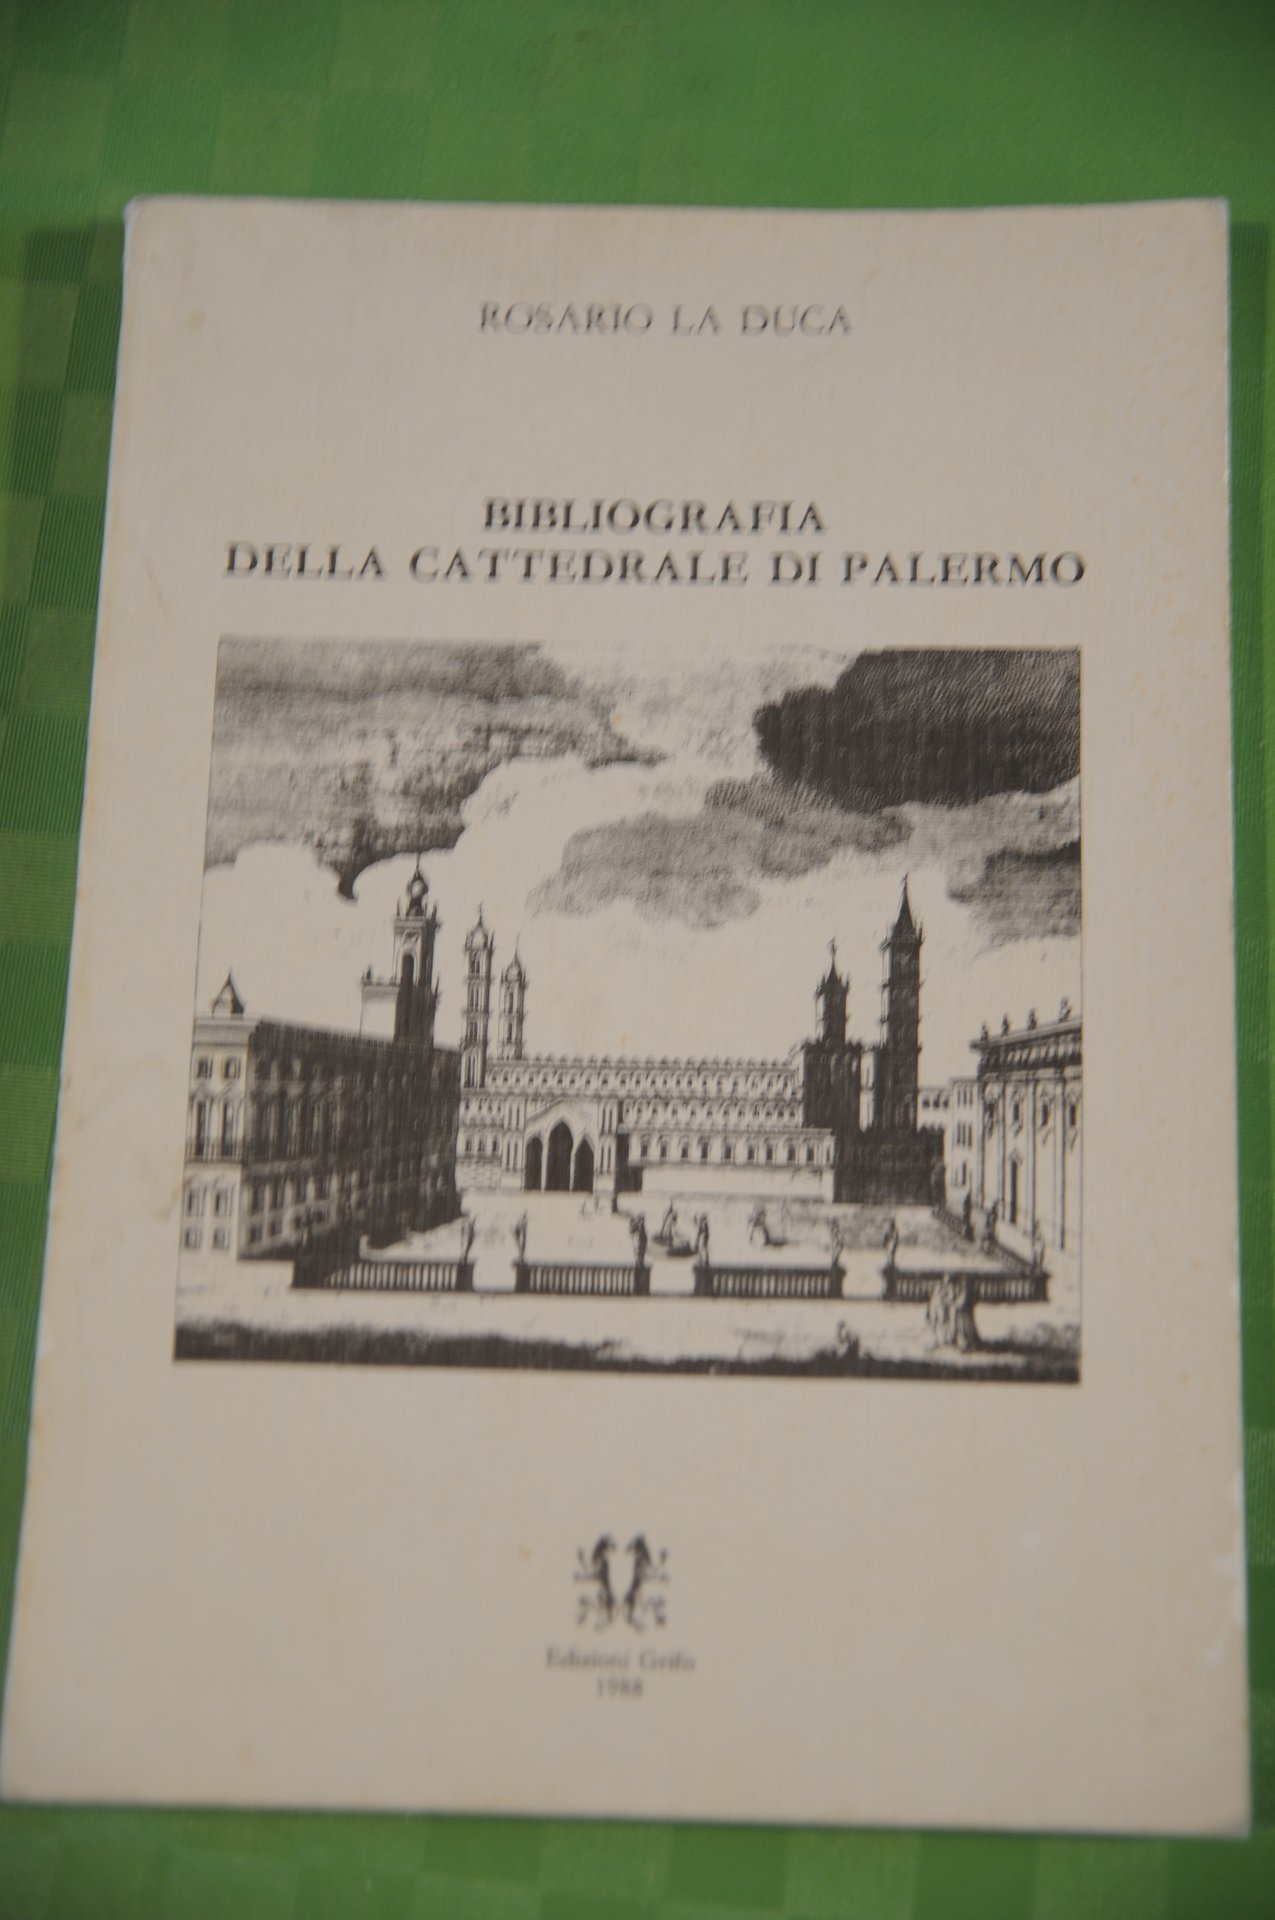 ROSARIO LA DUCA
BIBLIOGRAFIA
DELLA CATTEDRALE DI PALERMO
Edizioni Grifo
1988